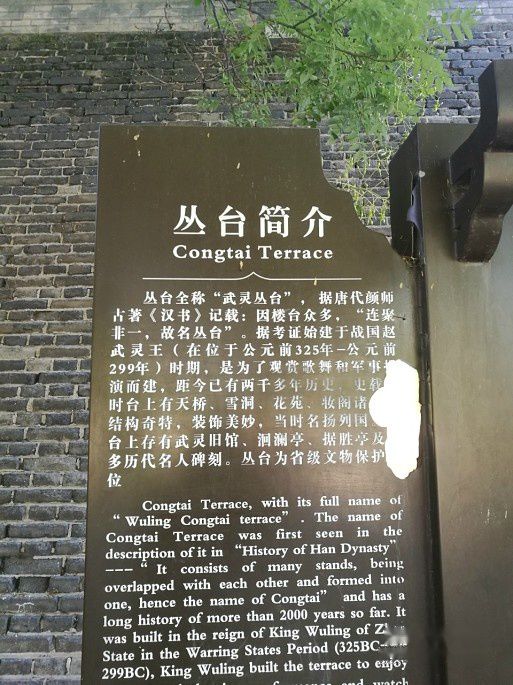 丛台简介
Congtai Terrace
丛台全称“武灵丛台”，据唐代颜师
古著《汉书》记载：因楼台众多，“连聚
非一，故名丛台”。据考证始建于战国赵
武灵王（在位于公元前325年-公元前
299年）时期，是为了观赏歌舞和军事操
演而建，距今已有两千多年历史，史载
时台上有天桥、雪洞、花苑、妆阁诸
结构奇特，装饰美妙，当时名扬列国
台上存有武灵旧馆、洄澜亭、据胜亭及
多历代名人碑刻。丛台为省级文物保护
位
Congtai Terrace, with its full name of
“Wuling Congtai terrace”. The name of
Congtai Terrace was first seen in the
description of it in “History of Han Dynasty”
---“It consists of many stands, being
overlapped with each other and formed into
one, hence the name of Congtai” and has a
long history of more than 2000 years so far. It
was built in the reign of King Wuling of
State in the Warring States Period (325BC-
299BC), King Wuling built the terrace to enjoy
and watch